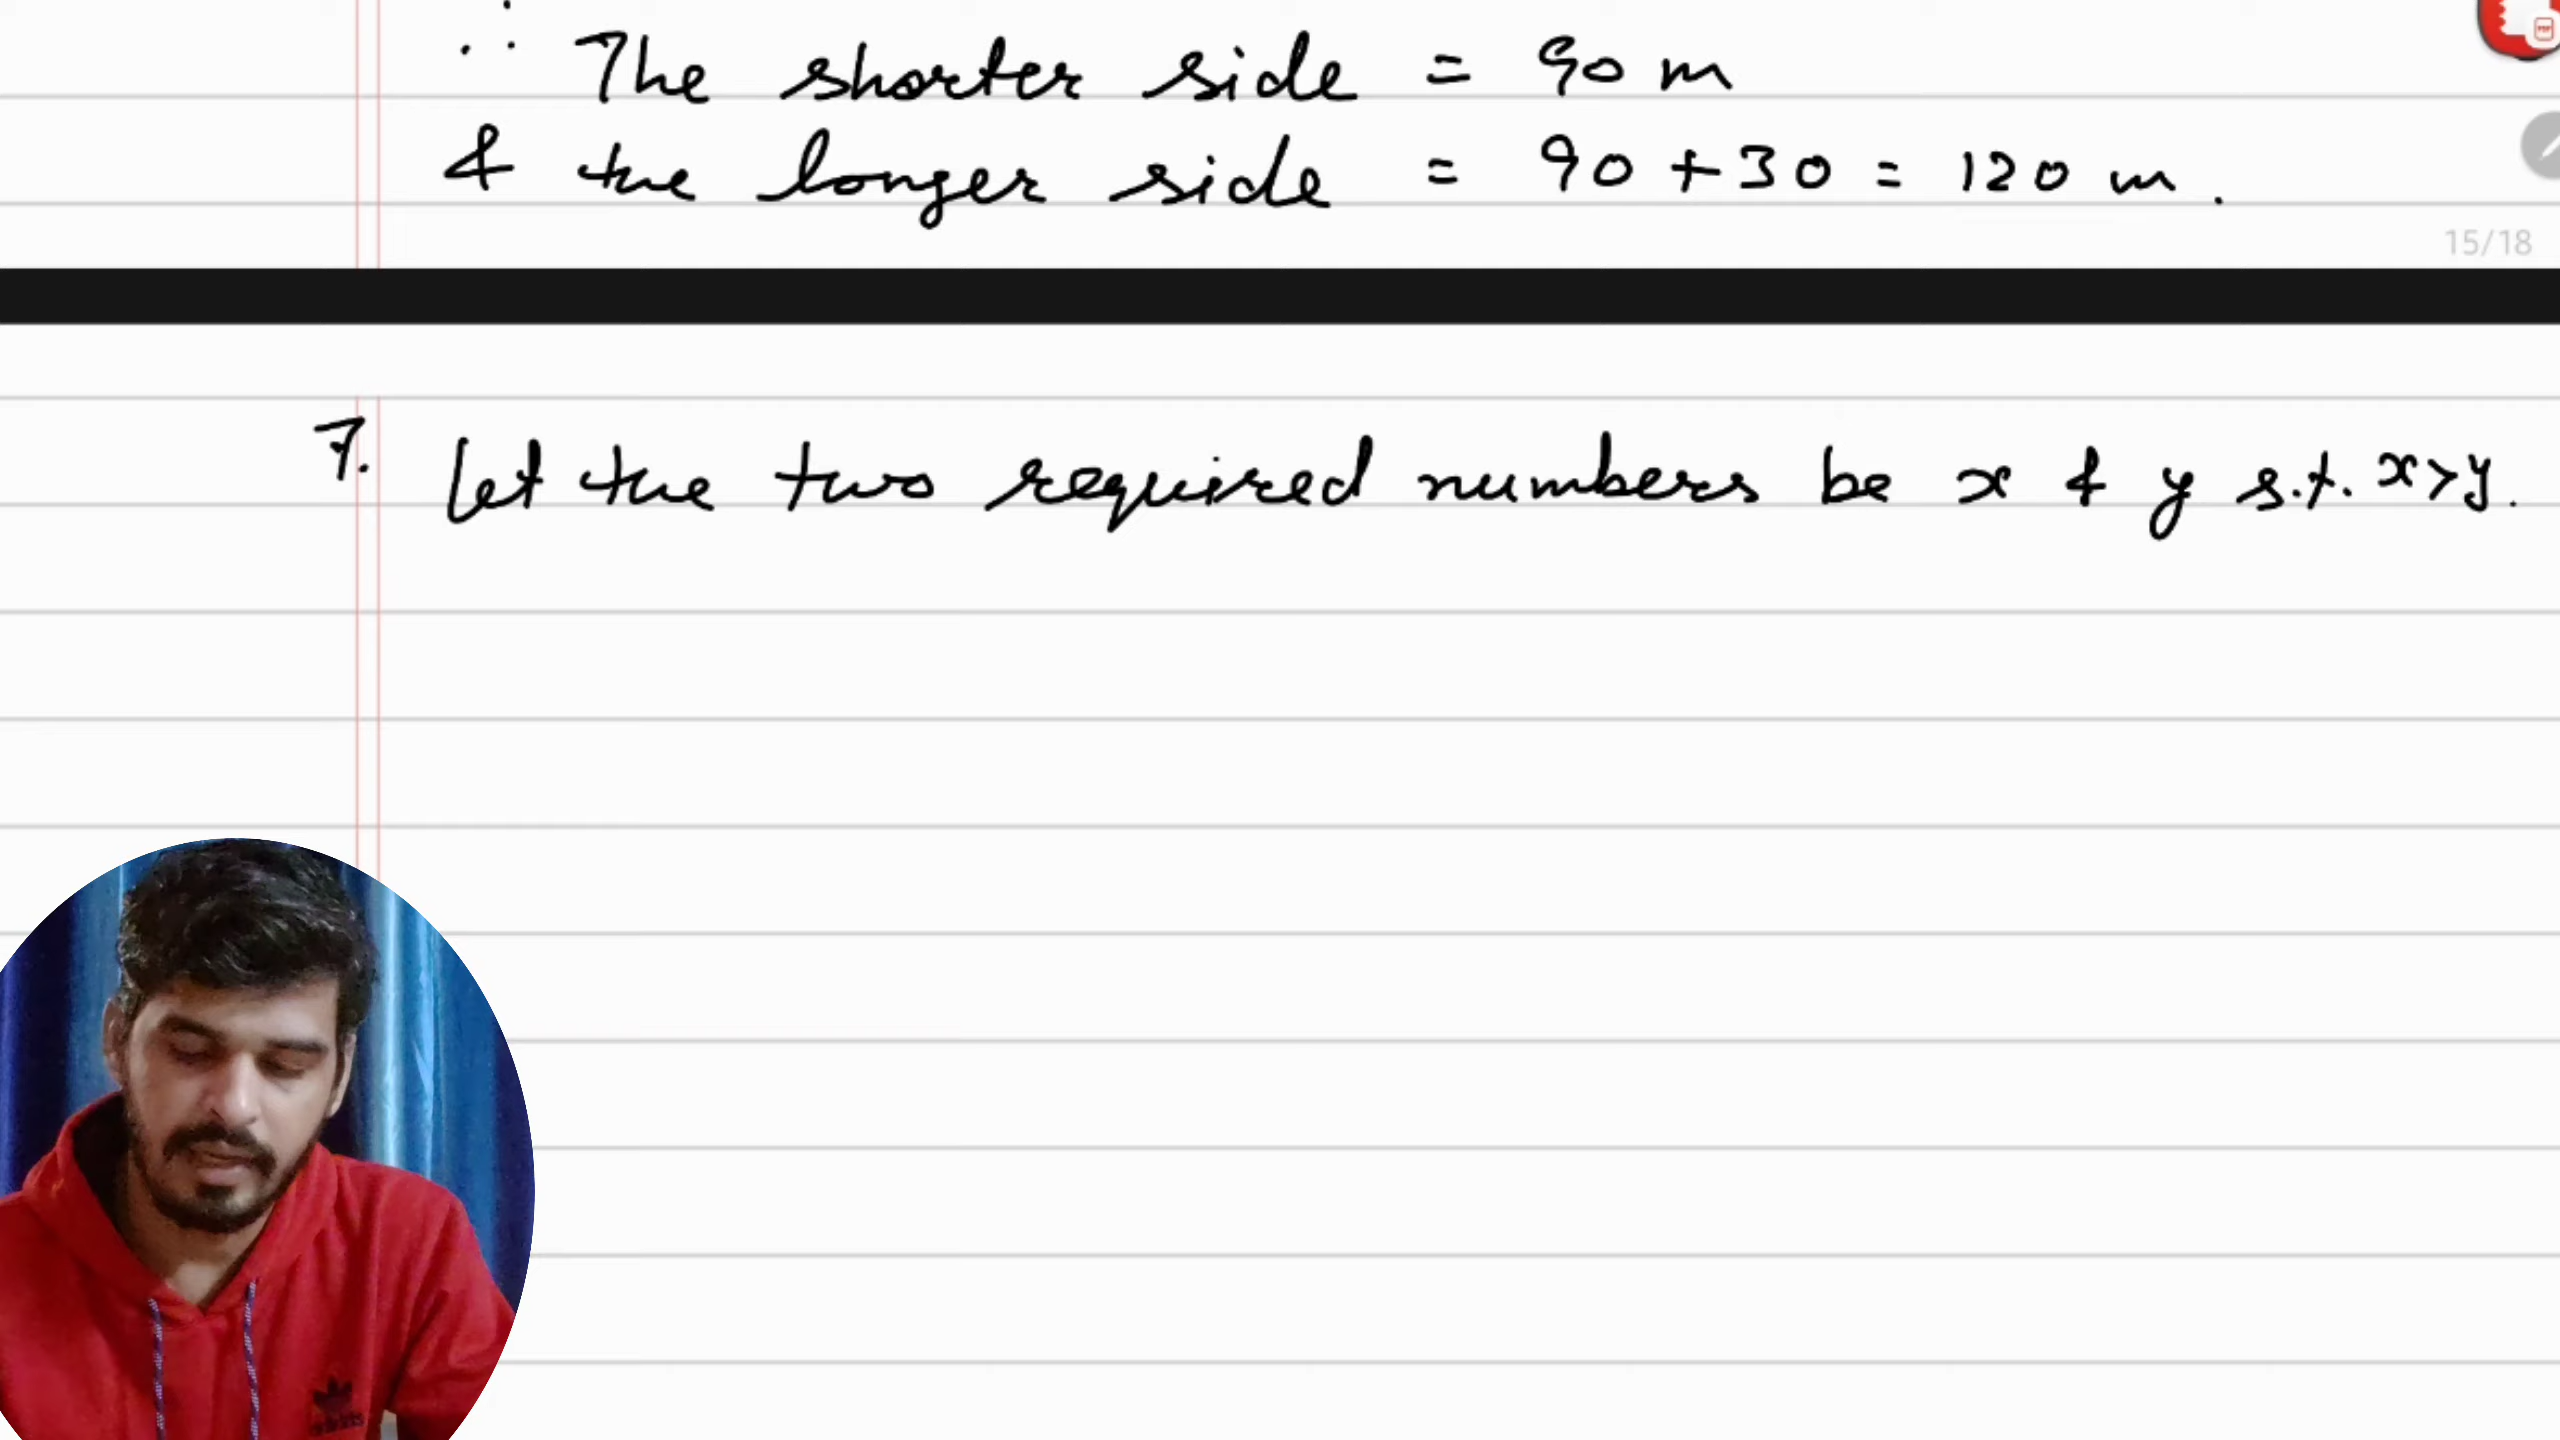 ∴ The shorter side = 90 m
& the longer side = 90 + 30 = 120 m.
15/18
7. Let the two required numbers be x & y s.t. x>y.
adidas